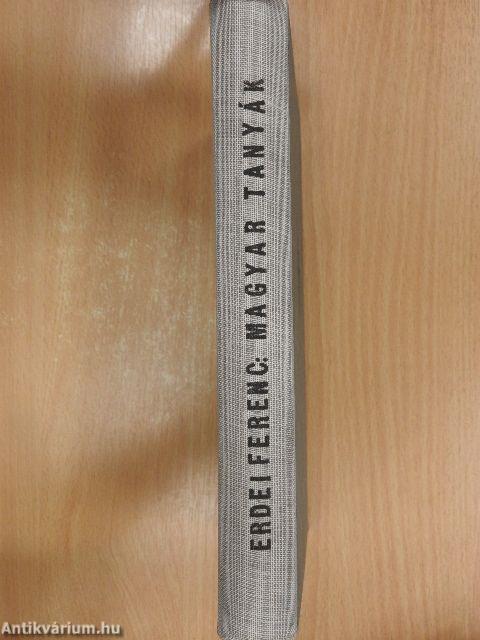 ERDEI FERENC: MAGYAR TANYÁK
Antikvárium.hu